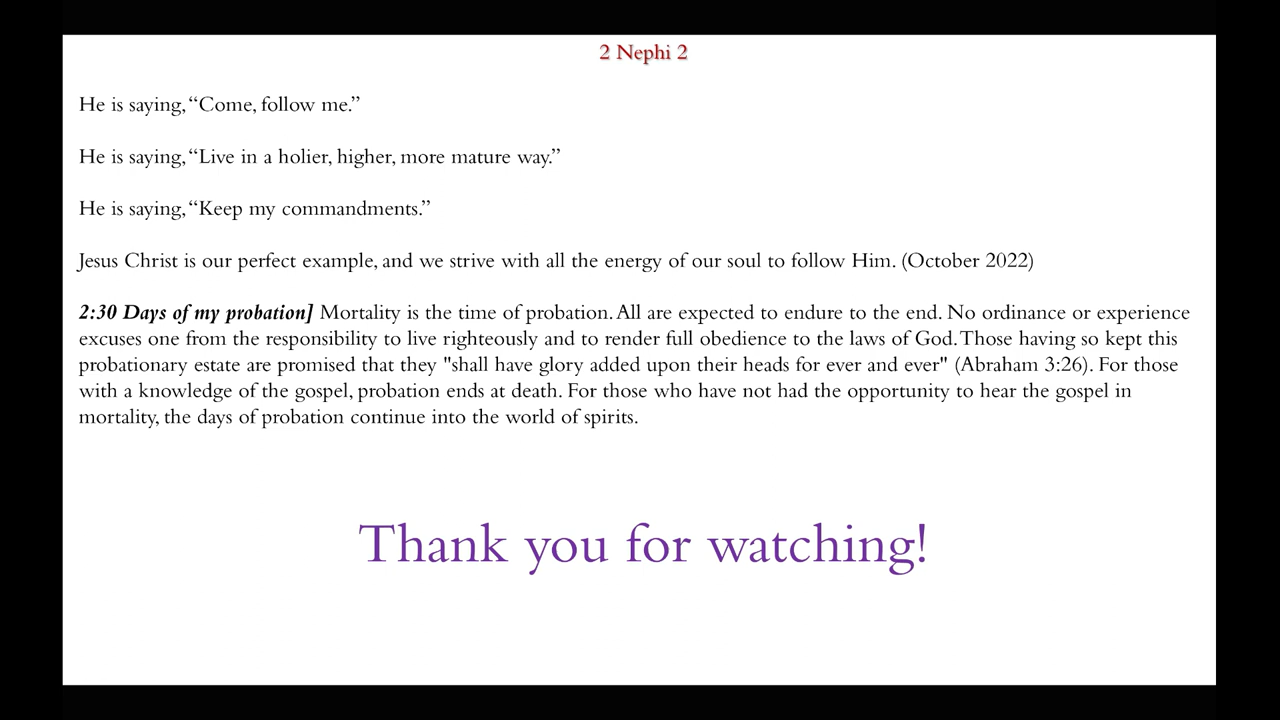 2 Nephi 2
He is saying, “Come, follow me.”
He is saying, “Live in a holier, higher, more mature way.”
He is saying, “Keep my commandments.”
Jesus Christ is our perfect example, and we strive with all the energy of our soul to follow Him. (October 2022)
2:30 Days of my probation] Mortality is the time of probation. All are expected to endure to the end. No ordinance or experience
excuses one from the responsibility to live righteously and to render full obedience to the laws of God. Those having so kept this
probationary estate are promised that they "shall have glory added upon their heads for ever and ever" (Abraham 3:26). For those
with a knowledge of the gospel, probation ends at death. For those who have not had the opportunity to hear the gospel in
mortality, the days of probation continue into the world of spirits.
Thank you for watching!